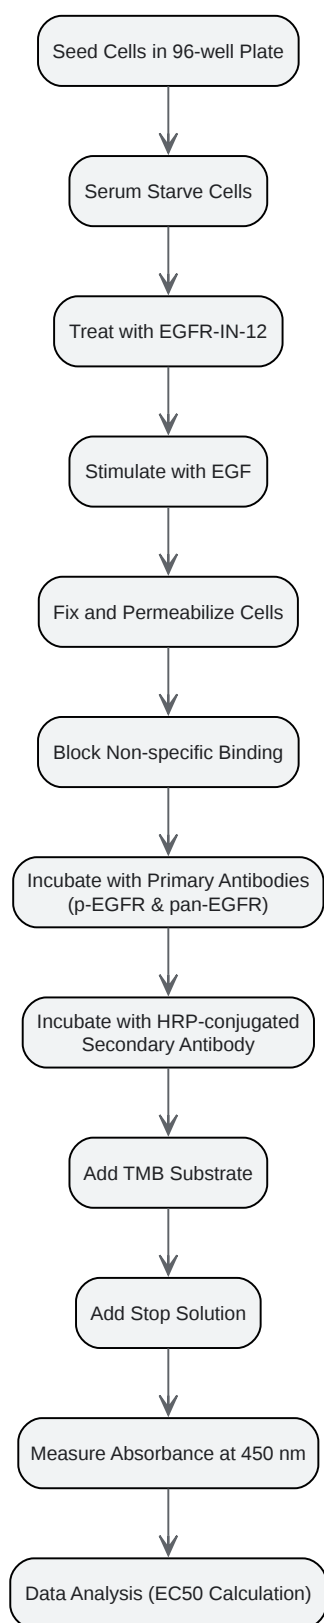 Seed Cells in 96-well Plate
Serum Starve Cells
Treat with EGFR-IN-12
Stimulate with EGF
Fix and Permeabilize Cells
Block Non-specific Binding
Incubate with Primary Antibodies
(p-EGFR & pan-EGFR)
Incubate with HRP-conjugated
Secondary Antibody
Add TMB Substrate
Add Stop Solution
Measure Absorbance at 450 nm
Data Analysis (EC50 Calculation)